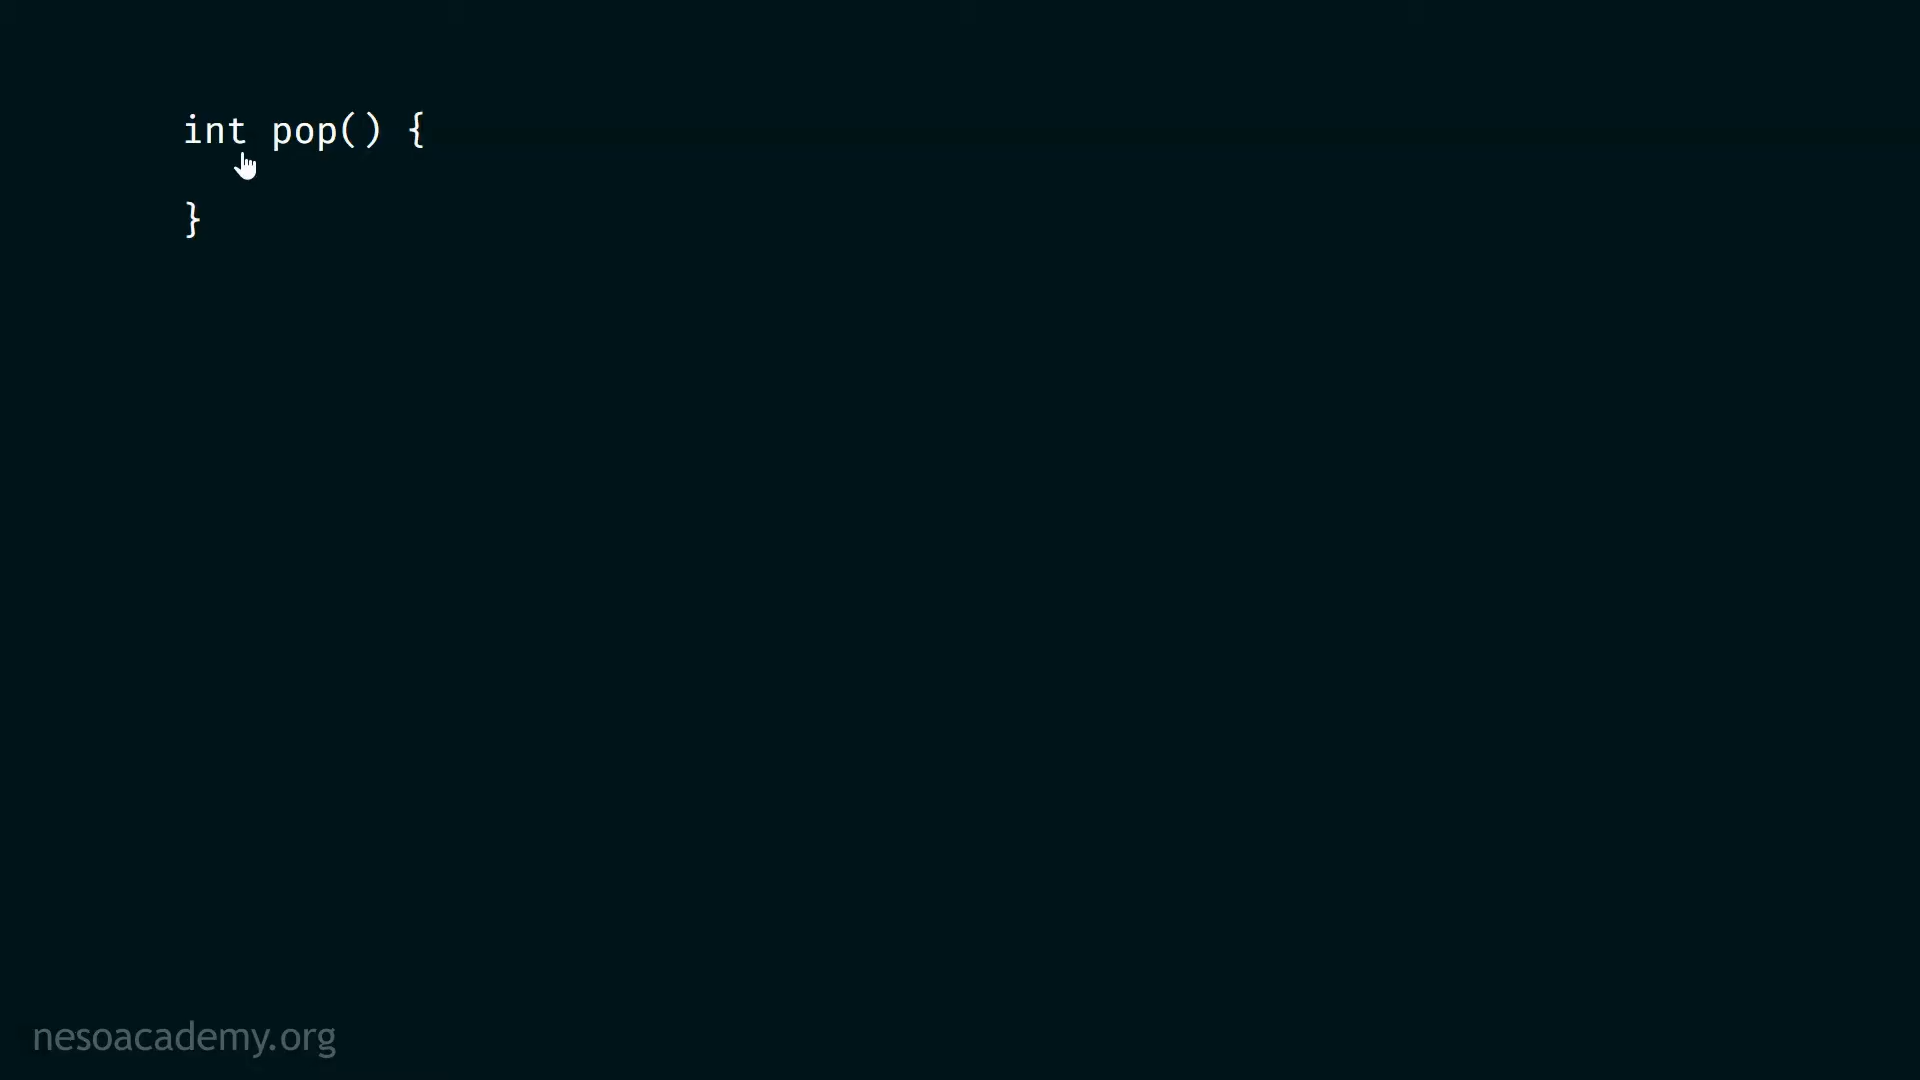 int pop() {
}
nesoacademy.org